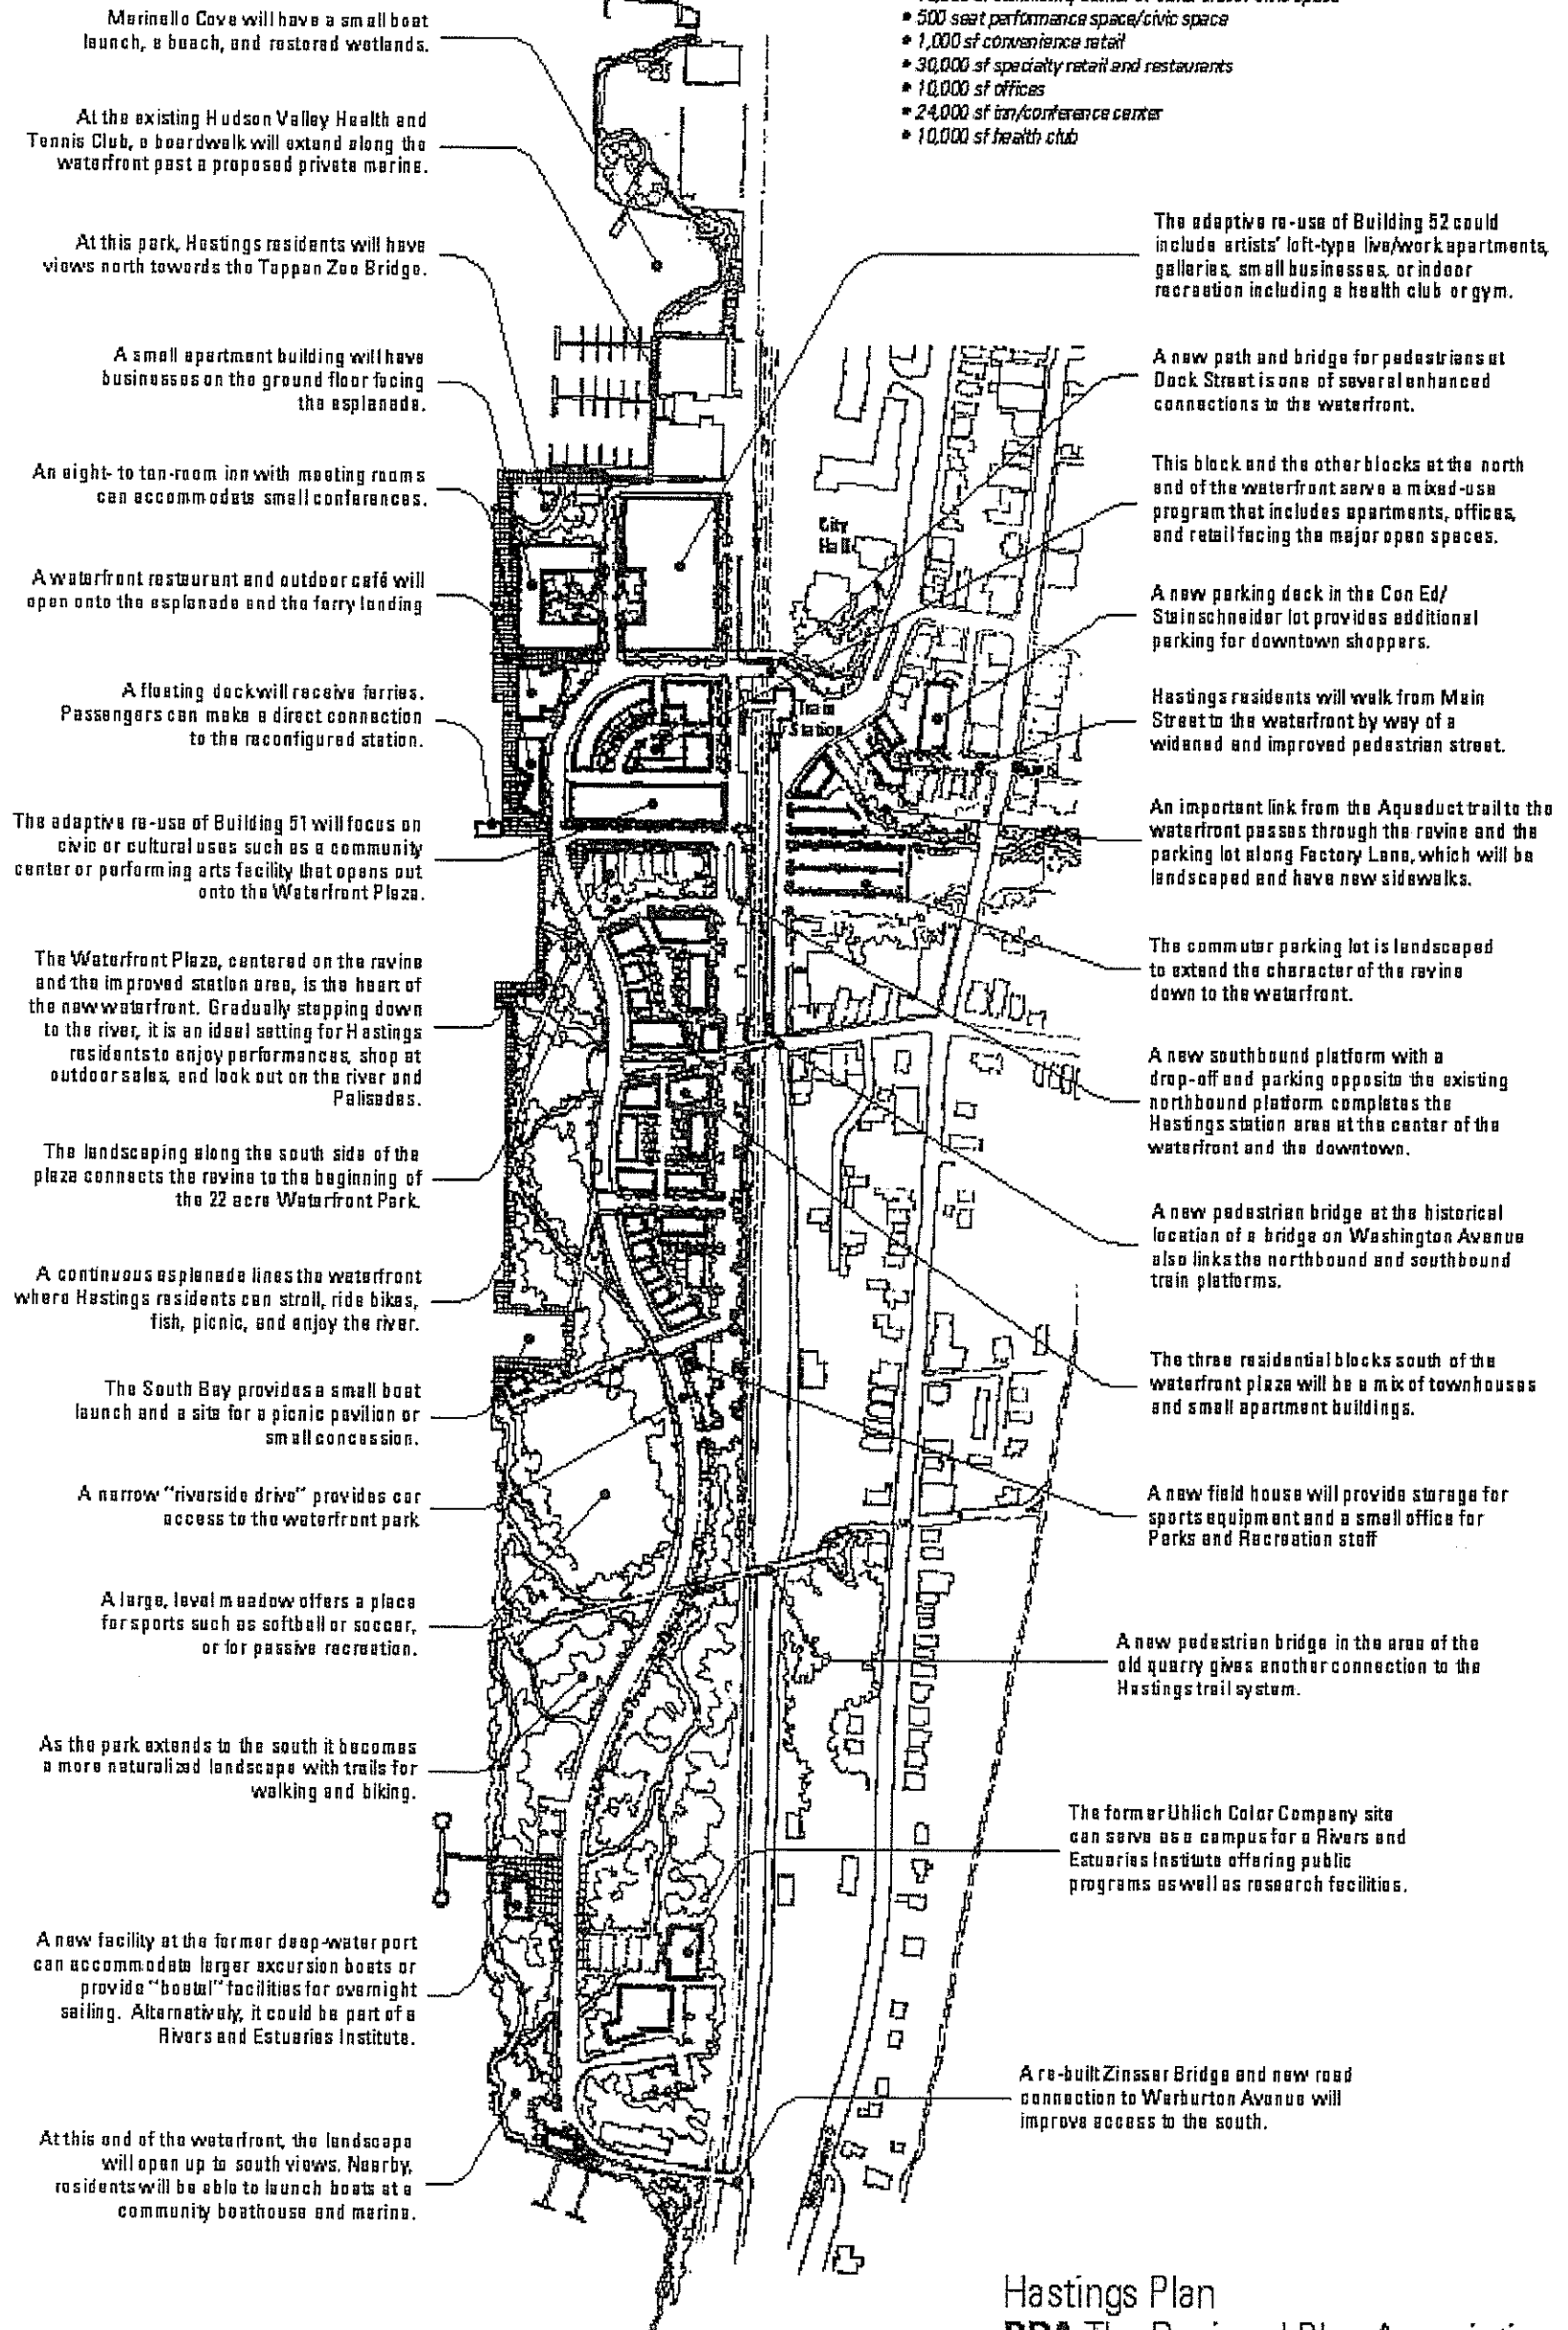 Marinello Cove will have a small boat
launch, a beach, and restored wetlands.
At the existing Hudson Valley Health and
Tennis Club, a boardwalk will extend along the
waterfront past a proposed private marina.
At this park, Hastings residents will have
views north towards the Tappan Zee Bridge.
A small apartment building will have
businesses on the ground floor facing
the esplanade.
An eight- to ten-room inn with meeting rooms
can accommodate small conferences.
A waterfront restaurant and outdoor café will
open onto the esplanade and the ferry landing
A floating dock will receive ferries.
Passengers can make a direct connection
to the reconfigured station.
The adaptive re-use of Building 51 will focus on
civic or cultural uses such as a community
center or performing arts facility that opens out
onto the Waterfront Plaza.
The Waterfront Plaza, centered on the ravine
and the improved station area, is the heart of
the new waterfront. Gradually stepping down
to the river, it is an ideal setting for Hastings
residents to enjoy performances, shop at
outdoor sales, and look out on the river and
Palisades.
The landscaping along the south side of the
plaza connects the ravine to the beginning of
the 22 acre Waterfront Park.
A continuous esplanade lines the waterfront
where Hastings residents can stroll, ride bikes,
fish, picnic, and enjoy the river.
The South Bay provides a small boat
launch and a site for a picnic pavilion or
small concession.
A narrow "riverside drive" provides car
access to the waterfront park
A large, level meadow offers a place
for sports such as softball or soccer,
or for passive recreation.
As the park extends to the south it becomes
a more naturalized landscape with trails for
walking and biking.
A new facility at the former deep-water port
can accommodate larger excursion boats or
provide "boatel" facilities for overnight
sailing. Alternatively, it could be part of a
Rivers and Estuaries Institute.
At this end of the waterfront, the landscape
will open up to south views. Nearby,
residents will be able to launch boats at a
community boathouse and marina.
• 500 seat performance space/civic space
• 1,000 sf convenience retail
• 30,000 sf specialty retail and restaurants
• 10,000 sf offices
• 24,000 sf inn/conference center
• 10,000 sf health club
The adaptive re-use of Building 52 could
include artists' loft-type live/work apartments,
galleries, small businesses, or indoor
recreation including a health club or gym.
A new path and bridge for pedestrians at
Dock Street is one of several enhanced
connections to the waterfront.
This block and the other blocks at the north
end of the waterfront serve a mixed-use
program that includes apartments, offices,
and retail facing the major open spaces.
A new parking deck in the Con Ed/
Steinschneider lot provides additional
parking for downtown shoppers.
Hastings residents will walk from Main
Street to the waterfront by way of a
widened and improved pedestrian street.
An important link from the Aqueduct trail to the
waterfront passes through the ravine and the
parking lot along Factory Lane, which will be
landscaped and have new sidewalks.
The commuter parking lot is landscaped
to extend the character of the ravine
down to the waterfront.
A new southbound platform with a
drop-off and parking opposite the existing
northbound platform completes the
Hastings station area at the center of the
waterfront and the downtown.
A new pedestrian bridge at the historical
location of a bridge on Washington Avenue
also links the northbound and southbound
train platforms.
The three residential blocks south of the
waterfront plaza will be a mix of townhouses
and small apartment buildings.
A new field house will provide storage for
sports equipment and a small office for
Parks and Recreation staff
A new pedestrian bridge in the area of the
old quarry gives another connection to the
Hastings trail system.
The former Uhlich Color Company site
can serve as a campus for a Rivers and
Estuaries Institute offering public
programs as well as research facilities.
A re-built Zinsser Bridge and new road
connection to Warburton Avenue will
improve access to the south.
City
Hall
Train
Station
Hastings Plan